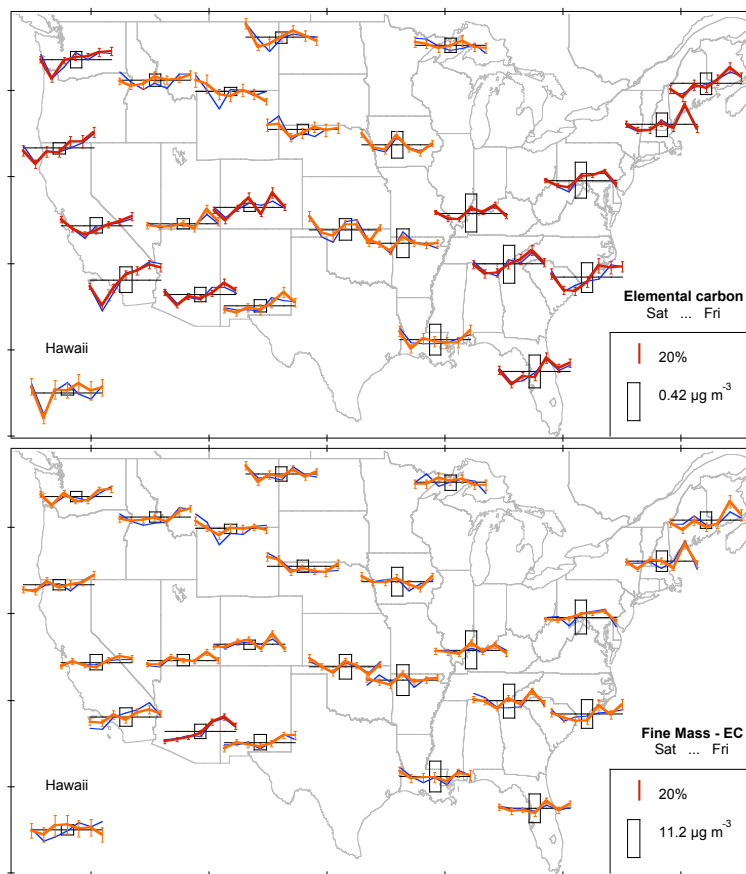 Hawaii
Elemental carbon
Sat ... Fri
20%
0.42 µg m⁻³
Hawaii
Fine Mass - EC
Sat ... Fri
20%
11.2 µg m⁻³